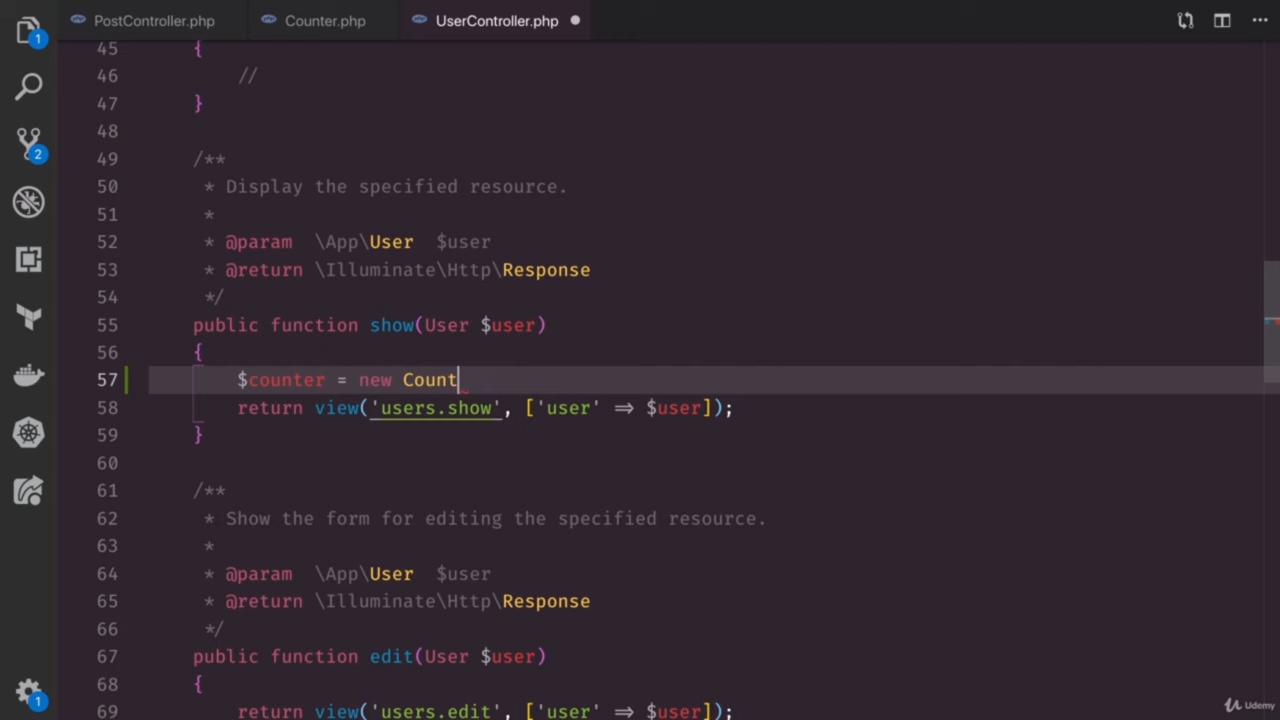 PostController.php Counter.php UserController.php
1
2
1
45 {
46 //
47 }
48
49 /**
50 * Display the specified resource.
51 *
52 * @param \App\User $user
53 * @return \Illuminate\Http\Response
54 */
55 public function show(User $user)
56 {
57 $counter = new Count
58 return view('users.show', ['user' => $user]);
59 }
60
61 /**
62 * Show the form for editing the specified resource.
63 *
64 * @param \App\User $user
65 * @return \Illuminate\Http\Response
66 */
67 public function edit(User $user)
68 {
69 return view('users.edit', ['user' => $user]);
Udemy